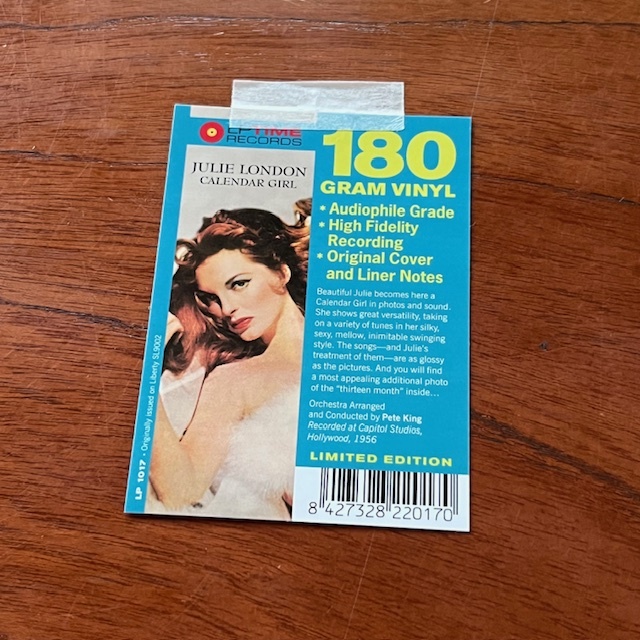 LPTIME
RECORDS
JULIE LONDON
CALENDAR GIRL
LP 1017 • Originally issued on Liberty SL9002
180
GRAM VINYL
* Audiophile Grade
* High Fidelity
Recording
* Original Cover
and Liner Notes
Beautiful Julie becomes here a
Calendar Girl in photos and sound.
She shows great versatility, taking
on a variety of tunes in her silky,
sexy, mellow, inimitable swinging
style. The songs—and Julie's
treatment of them—are as glossy
as the pictures. And you will find
a most appealing additional photo
of the "thirteen month" inside...
Orchestra Arranged
and Conducted by Pete King
Recorded at Capitol Studios,
Hollywood, 1956
LIMITED EDITION
8 427328 220170